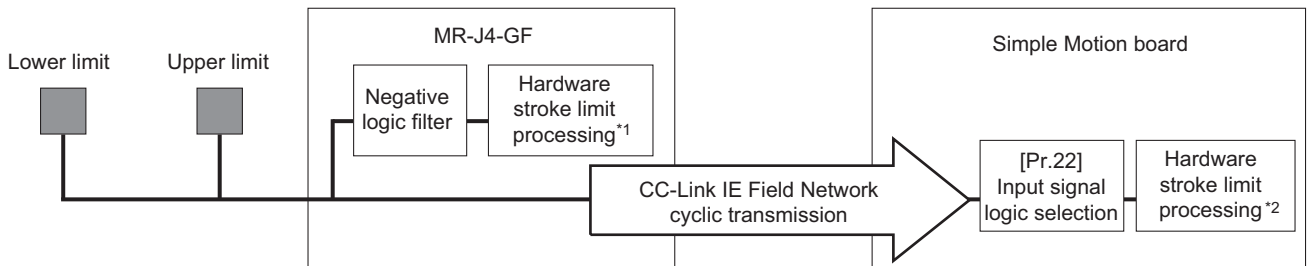 MR-J4-GF
Simple Motion board
Lower limit
Upper limit
Negative
logic filter
Hardware
stroke limit
processing*1
CC-Link IE Field Network
cyclic transmission
[Pr.22]
Input signal
logic selection
Hardware
stroke limit
processing*2